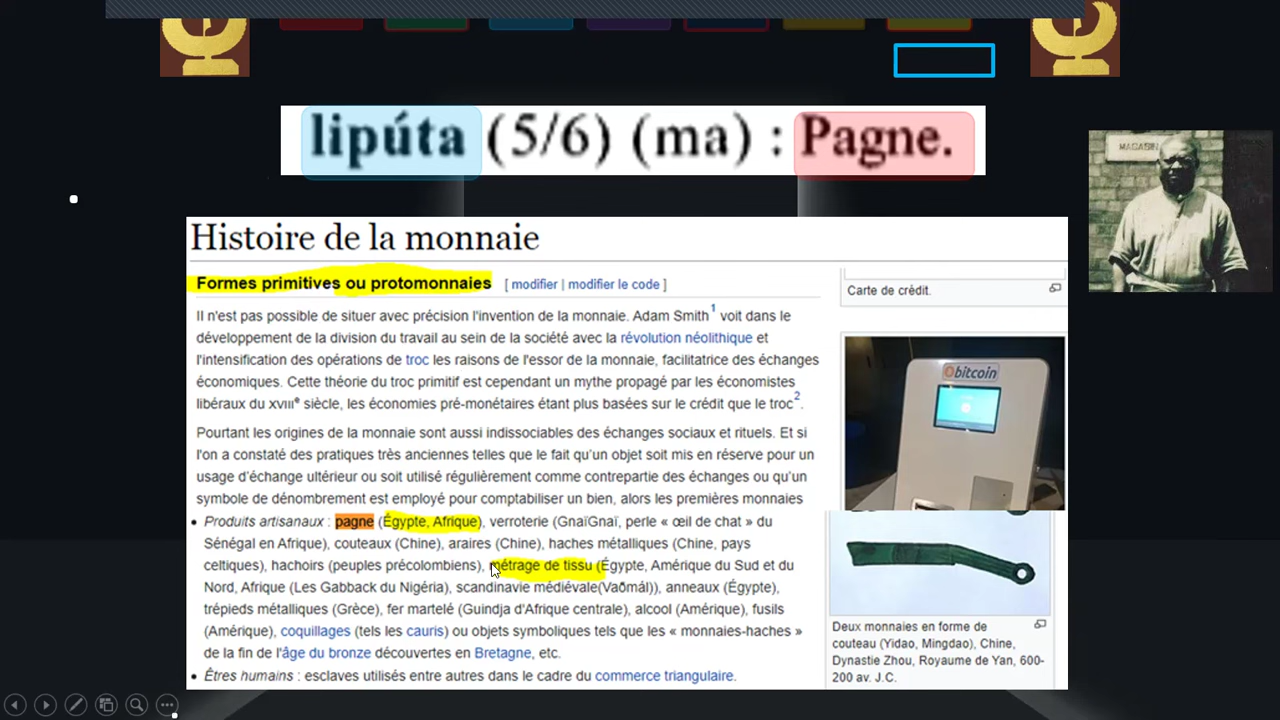 lipúta (5/6) (ma) : Pagne.
MAGASIN
Histoire de la monnaie
Formes primitives ou protomonnaies [ modifier | modifier le code ]
Il n'est pas possible de situer avec précision l'invention de la monnaie. Adam Smith1 voit dans le
développement de la division du travail au sein de la société avec la révolution néolithique et
l'intensification des opérations de troc les raisons de l'essor de la monnaie, facilitatrice des échanges
économiques. Cette théorie du troc primitif est cependant un mythe propagé par les économistes
libéraux du XVIIIe siècle, les économies pré-monétaires étant plus basées sur le crédit que le troc2.
Pourtant les origines de la monnaie sont aussi indissociables des échanges sociaux et rituels. Et si
l'on a constaté des pratiques très anciennes telles que le fait qu'un objet soit mis en réserve pour un
usage d'échange ultérieur ou soit utilisé régulièrement comme contrepartie des échanges ou qu'un
symbole de dénombrement est employé pour comptabiliser un bien, alors les premières monnaies
• Produits artisanaux : pagne (Égypte, Afrique), verroterie (GnaïGnaï, perle « œil de chat » du
Sénégal en Afrique), couteaux (Chine), araires (Chine), haches métalliques (Chine, pays
celtiques), hachoirs (peuples précolombiens), métrage de tissu (Égypte, Amérique du Sud et du
Nord, Afrique (Les Gabback du Nigéria), scandinavie médiévale(Vaðmál)), anneaux (Égypte),
trépieds métalliques (Grèce), fer martelé (Guindja d'Afrique centrale), alcool (Amérique), fusils
(Amérique), coquillages (tels les cauris) ou objets symboliques tels que les « monnaies-haches »
de la fin de l'âge du bronze découvertes en Bretagne, etc.
• Êtres humains : esclaves utilisés entre autres dans le cadre du commerce triangulaire.
Carte de crédit.
bitcoin
Deux monnaies en forme de
couteau (Yidao, Mingdao), Chine,
Dynastie Zhou, Royaume de Yan, 600-
200 av. J.C.